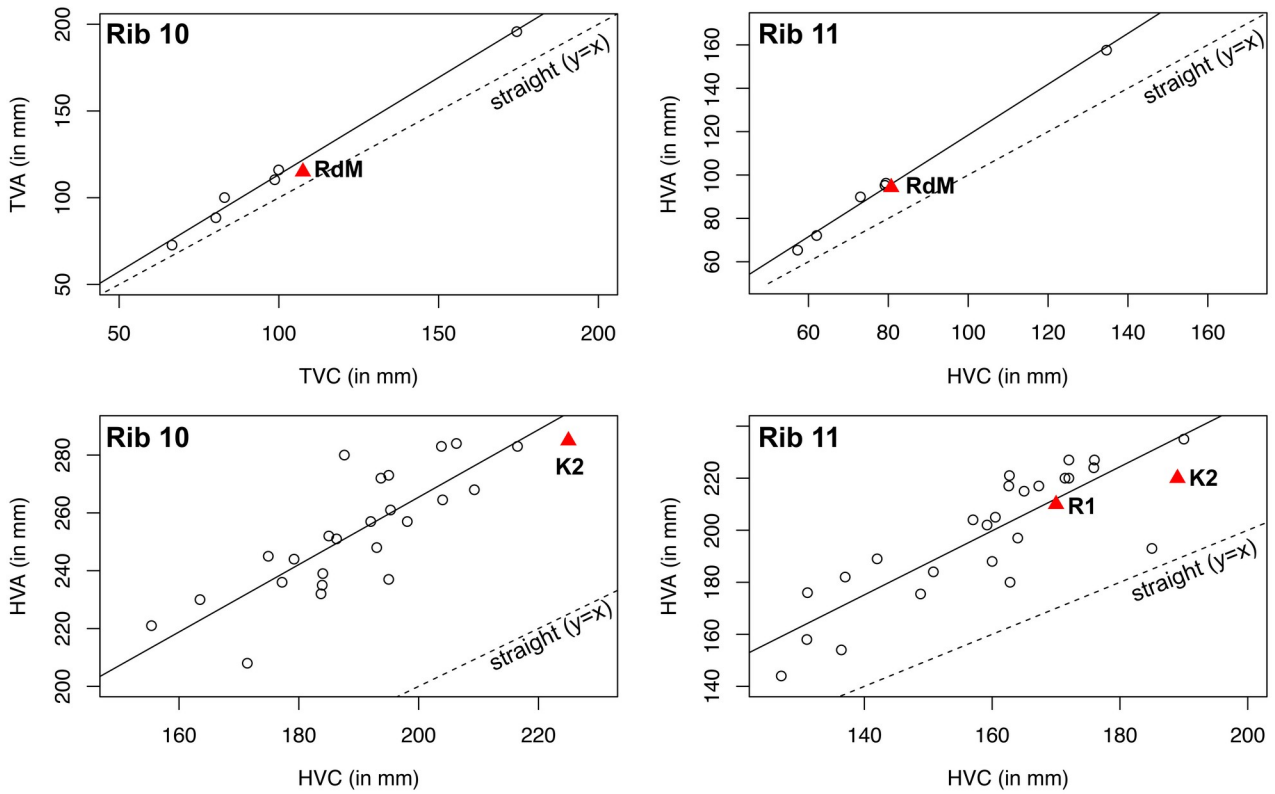 Rib 10
200
150
100
50
TVA (in mm)
straight (y=x)
RdM
50 100 150 200
TVC (in mm)
Rib 11
160
140
120
100
80
60
HVA (in mm)
straight (y=x)
RdM
60 80 100 120 140 160
HVC (in mm)
Rib 10
280
260
240
220
200
HVA (in mm)
K2
straight (y=x)
160 180 200 220
HVC (in mm)
Rib 11
220
200
180
160
140
HVA (in mm)
K2
R1
straight (y=x)
140 160 180 200
HVC (in mm)